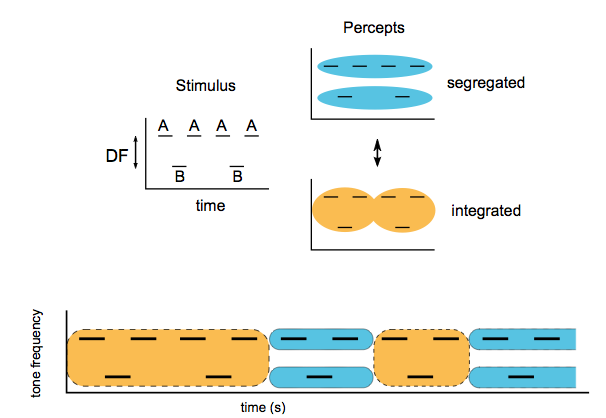 Percepts
Stimulus
segregated
A A A A
DF
B B
time
integrated
tone frequency
time (s)